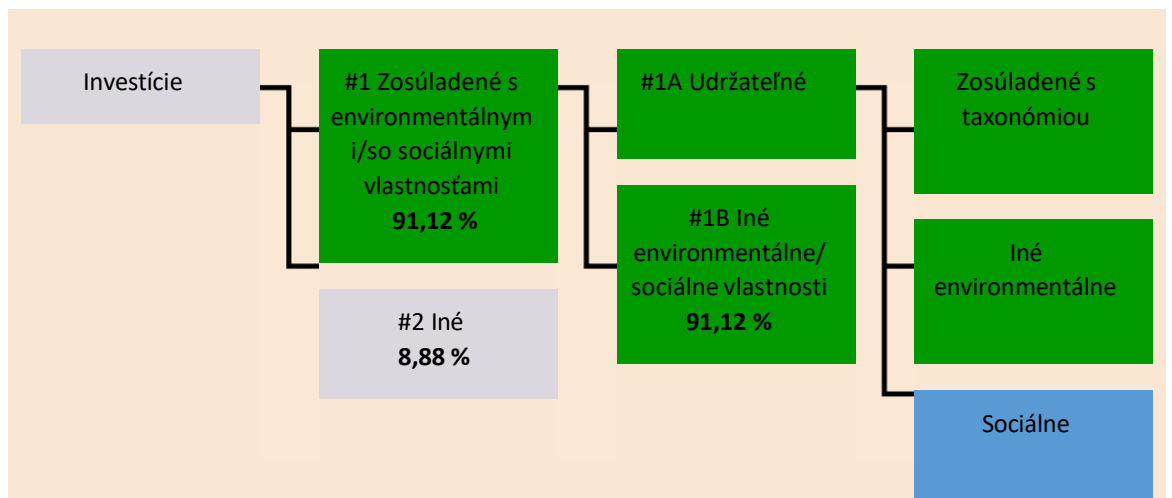 Investície
#1 Zosúladené s
environmentálnym
i/so sociálnymi
vlastnosťami
91,12 %
#2 Iné
8,88 %
#1A Udržateľné
#1B Iné
environmentálne/
sociálne vlastnosti
91,12 %
Zosúladené s
taxonómiou
Iné
environmentálne
Sociálne